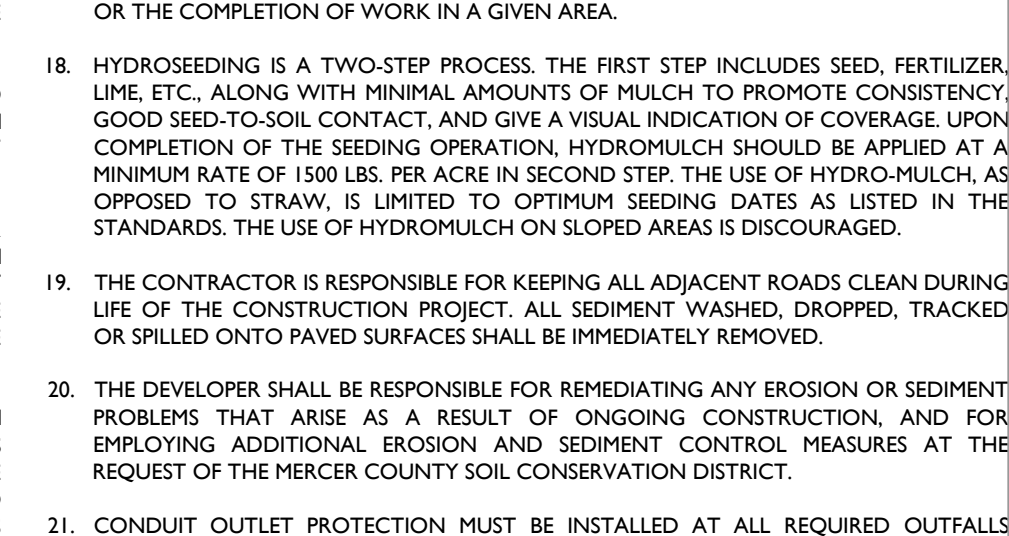 OR THE COMPLETION OF WORK IN A GIVEN AREA.
18. HYDROSEEDING IS A TWO-STEP PROCESS. THE FIRST STEP INCLUDES SEED, FERTILIZER,
LIME, ETC., ALONG WITH MINIMAL AMOUNTS OF MULCH TO PROMOTE CONSISTENCY,
GOOD SEED-TO-SOIL CONTACT, AND GIVE A VISUAL INDICATION OF COVERAGE. UPON
COMPLETION OF THE SEEDING OPERATION, HYDROMULCH SHOULD BE APPLIED AT A
MINIMUM RATE OF 1500 LBS. PER ACRE IN SECOND STEP. THE USE OF HYDRO-MULCH, AS
OPPOSED TO STRAW, IS LIMITED TO OPTIMUM SEEDING DATES AS LISTED IN THE
STANDARDS. THE USE OF HYDROMULCH ON SLOPED AREAS IS DISCOURAGED.
19. THE CONTRACTOR IS RESPONSIBLE FOR KEEPING ALL ADJACENT ROADS CLEAN DURING
LIFE OF THE CONSTRUCTION PROJECT. ALL SEDIMENT WASHED, DROPPED, TRACKED
OR SPILLED ONTO PAVED SURFACES SHALL BE IMMEDIATELY REMOVED.
20. THE DEVELOPER SHALL BE RESPONSIBLE FOR REMEDIATING ANY EROSION OR SEDIMENT
PROBLEMS THAT ARISE AS A RESULT OF ONGOING CONSTRUCTION, AND FOR
EMPLOYING ADDITIONAL EROSION AND SEDIMENT CONTROL MEASURES AT THE
REQUEST OF THE MERCER COUNTY SOIL CONSERVATION DISTRICT.
21. CONDUIT OUTLET PROTECTION MUST BE INSTALLED AT ALL REQUIRED OUTFALLS